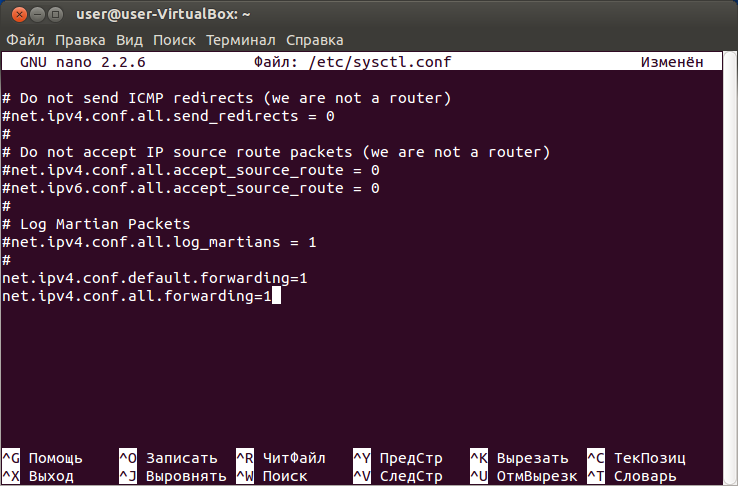 user@user-VirtualBox: ~
Файл Правка Вид Поиск Терминал Справка
GNU nano 2.2.6 Файл: /etc/sysctl.conf Изменён
# Do not send ICMP redirects (we are not a router)
#net.ipv4.conf.all.send_redirects = 0
#
# Do not accept IP source route packets (we are not a router)
#net.ipv4.conf.all.accept_source_route = 0
#net.ipv6.conf.all.accept_source_route = 0
#
# Log Martian Packets
#net.ipv4.conf.all.log_martians = 1
#
net.ipv4.conf.default.forwarding=1
net.ipv4.conf.all.forwarding=1
^G Помощь ^O Записать ^R ЧитФайл ^Y ПредСтр ^K Вырезать ^C ТекПозиц
^X Выход ^J Выровнять ^W Поиск ^V СледСтр ^U ОтмВырезк ^T Словарь